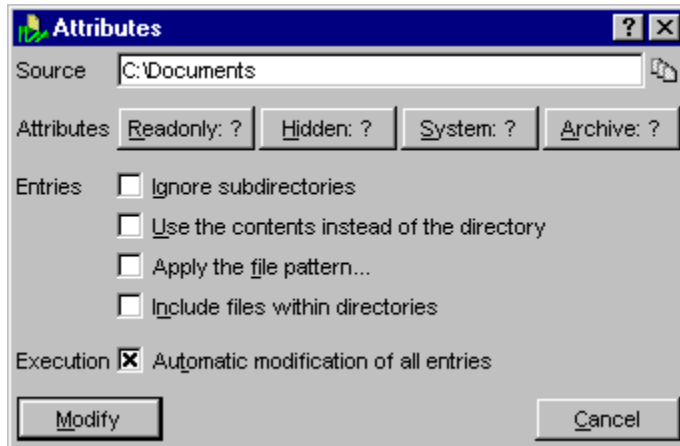 Attributes ? X
Source C:\Documents
Attributes Readonly: ? Hidden: ? System: ? Archive: ?
Entries Ignore subdirectories
Use the contents instead of the directory
Apply the file pattern...
Include files within directories
Execution Automatic modification of all entries
Modify Cancel